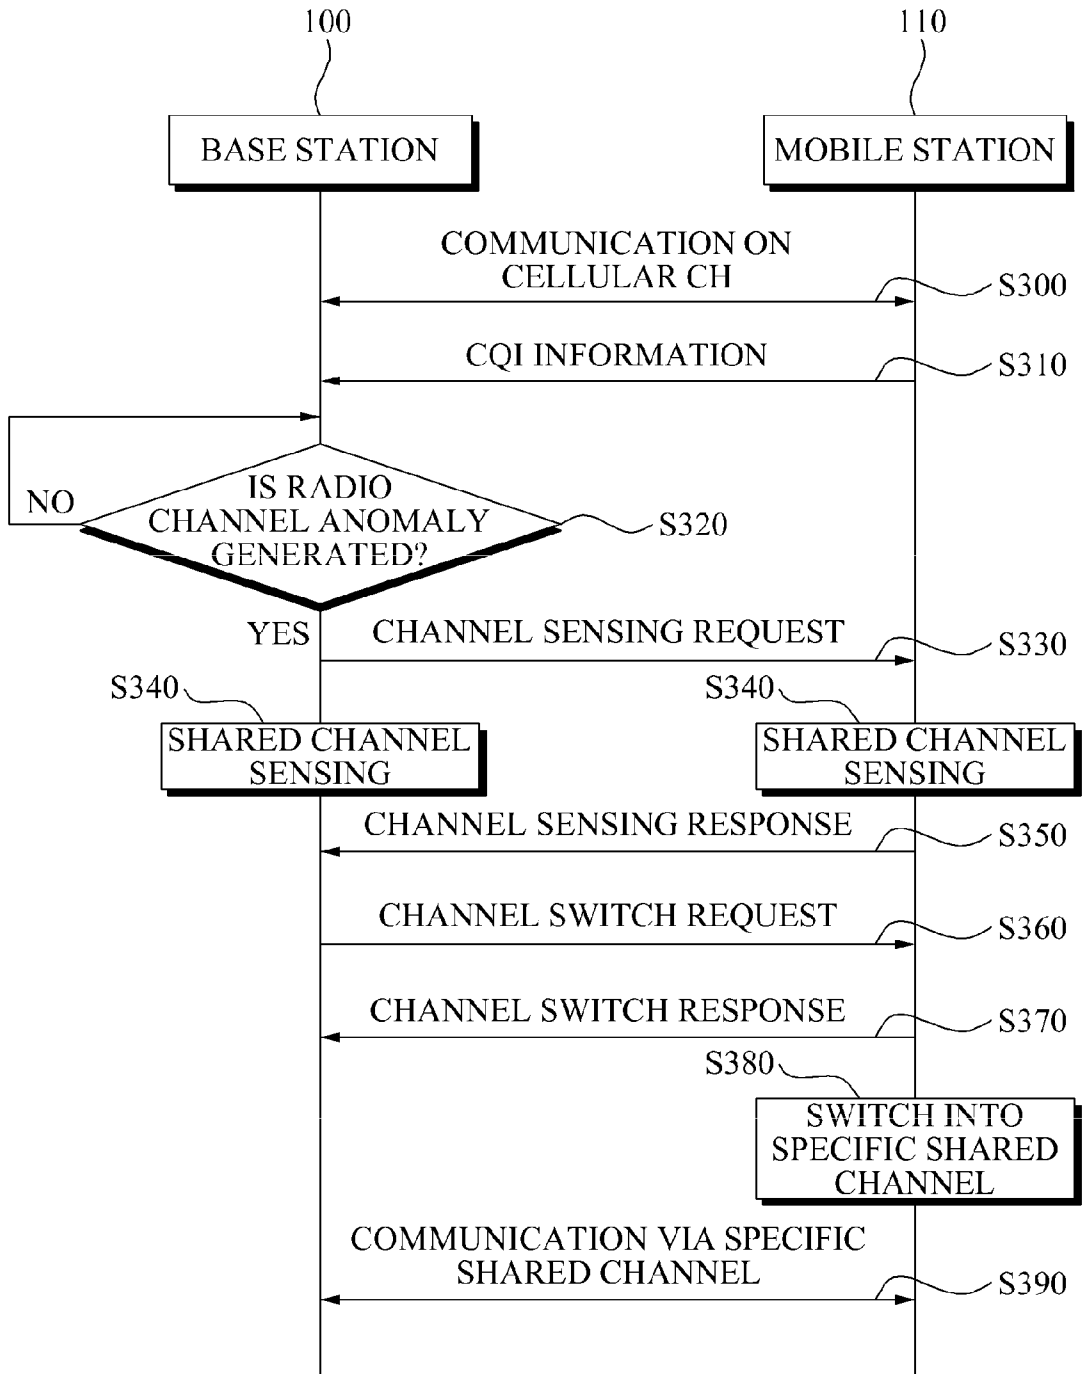 100
110
BASE STATION
MOBILE STATION
COMMUNICATION ON
CELLULAR CH
S300
CQI INFORMATION
S310
NO
IS RADIO
CHANNEL ANOMALY
GENERATED?
S320
YES
CHANNEL SENSING REQUEST
S330
S340
S340
SHARED CHANNEL
SENSING
SHARED CHANNEL
SENSING
CHANNEL SENSING RESPONSE
S350
CHANNEL SWITCH REQUEST
S360
CHANNEL SWITCH RESPONSE
S370
S380
SWITCH INTO
SPECIFIC SHARED
CHANNEL
COMMUNICATION VIA SPECIFIC
SHARED CHANNEL
S390